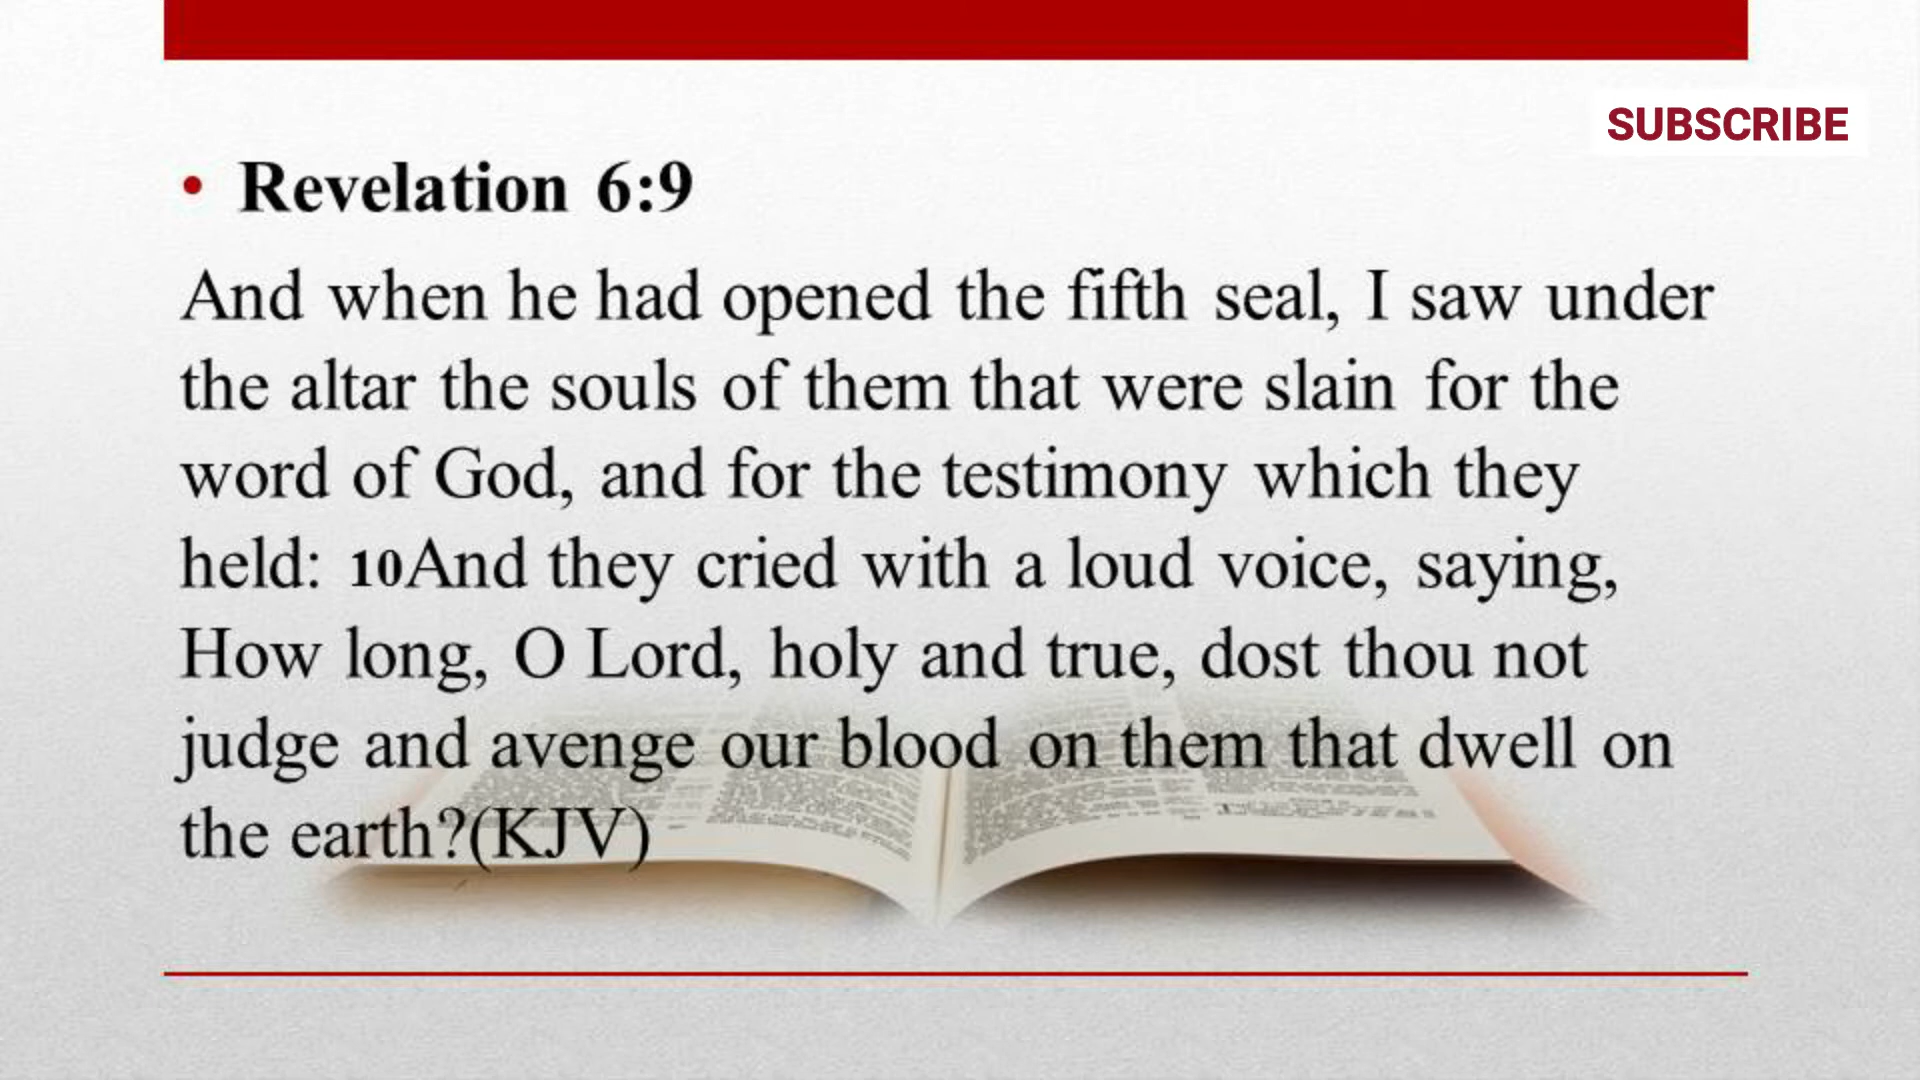 SUBSCRIBE
• Revelation 6:9
And when he had opened the fifth seal, I saw under
the altar the souls of them that were slain for the
word of God, and for the testimony which they
held: 10And they cried with a loud voice, saying,
How long, O Lord, holy and true, dost thou not
judge and avenge our blood on them that dwell on
the earth?(KJV)